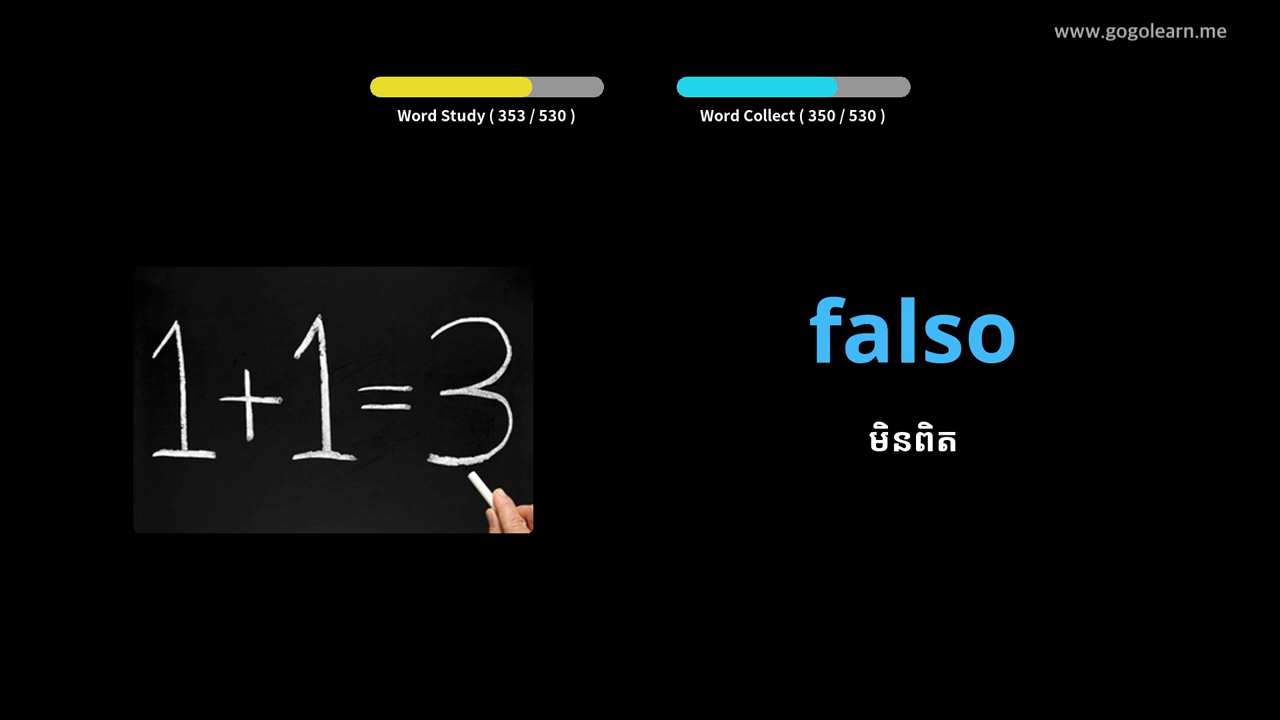 www.gogolearn.me
Word Study ( 353 / 530 )
Word Collect ( 350 / 530 )
1+1=3
falso
មិនពិត